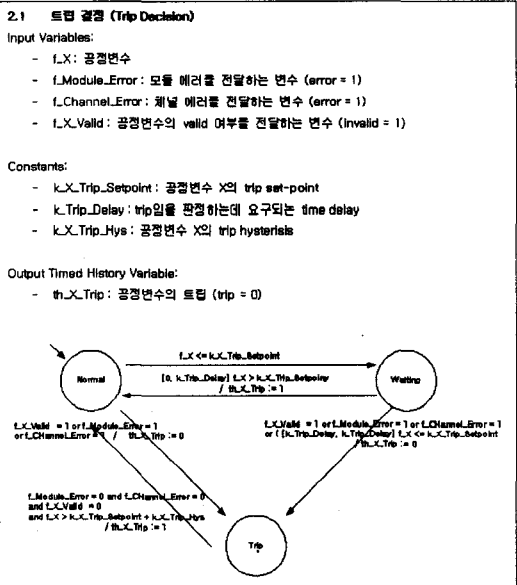 2.1 트립 결정 (Trip Decision)
Input Variables:
- f_X : 공정변수
- f_Module_Error : 모듈 에러를 전달하는 변수 (error = 1)
- f_Channel_Error : 채널 에러를 전달하는 변수 (error = 1)
- f_X_Valid : 공정변수의 valid 여부를 전달하는 변수 (Invalid = 1)
Constants:
- k_X_Trip_Setpoint : 공정변수 X의 trip set-point
- k_Trip_Delay : trip임을 판정하는데 요구되는 time delay
- k_X_Trip_Hys : 공정변수 X의 trip hysterisis
Output Timed History Variable:
- th_X_Trip : 공정변수의 트립 (trip = 0)
f_X <= k_X_Trip_Setpoint
Normal
[0, k_Trip_Delay] f_X > k_X_Trip_Setpoint
/ th_X_Trip := 1
Waiting
f_X_Valid = 1 or f_Module_Error = 1
or f_CHannel_Error = 1 / th_X_Trip := 0
f_X_Valid = 1 or f_Module_Error = 1 or f_CHannel_Error = 1
or ( [k_Trip_Delay, k_Trip_Delay] f_X <= k_X_Trip_Setpoint
/ th_X_Trip := 0
f_Module_Error = 0 and f_CHannel_Error = 0
and f_X_Valid = 0
and f_X > k_X_Trip_Setpoint + k_X_Trip_Hys
/ th_X_Trip := 1
Trip